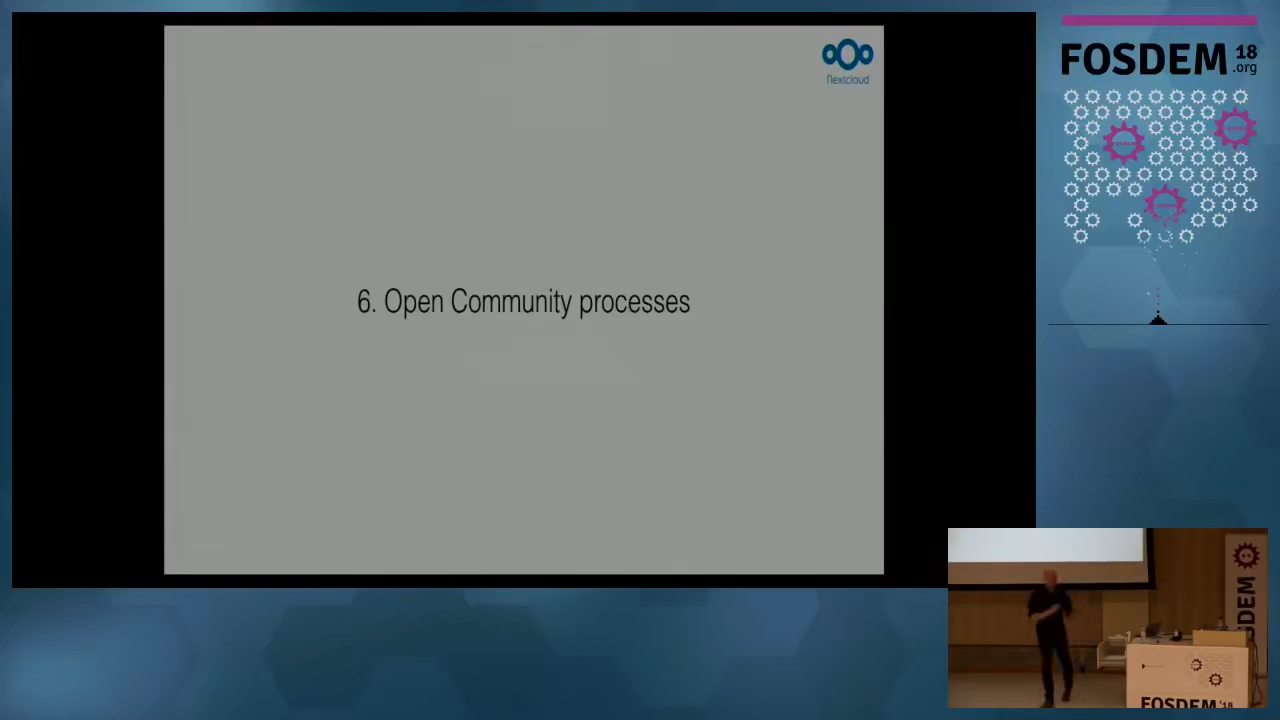 Nextcloud
6. Open Community processes
FOSDEM 18
.org
FOSDEM
FOSDEM '18